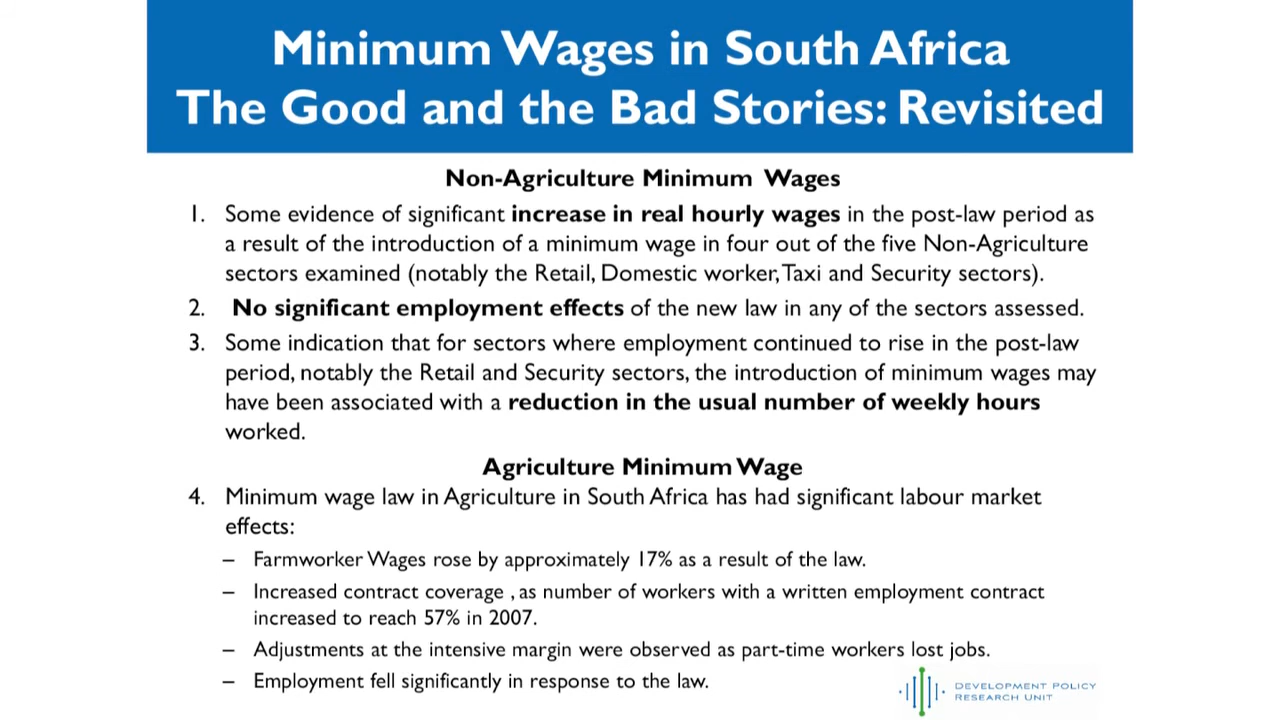 Minimum Wages in South Africa
The Good and the Bad Stories: Revisited
Non-Agriculture Minimum Wages
1. Some evidence of significant increase in real hourly wages in the post-law period as
a result of the introduction of a minimum wage in four out of the five Non-Agriculture
sectors examined (notably the Retail, Domestic worker, Taxi and Security sectors).
2. No significant employment effects of the new law in any of the sectors assessed.
3. Some indication that for sectors where employment continued to rise in the post-law
period, notably the Retail and Security sectors, the introduction of minimum wages may
have been associated with a reduction in the usual number of weekly hours
worked.
Agriculture Minimum Wage
4. Minimum wage law in Agriculture in South Africa has had significant labour market
effects:
– Farmworker Wages rose by approximately 17% as a result of the law.
– Increased contract coverage , as number of workers with a written employment contract
increased to reach 57% in 2007.
– Adjustments at the intensive margin were observed as part-time workers lost jobs.
– Employment fell significantly in response to the law.
DEVELOPMENT POLICY
RESEARCH UNIT